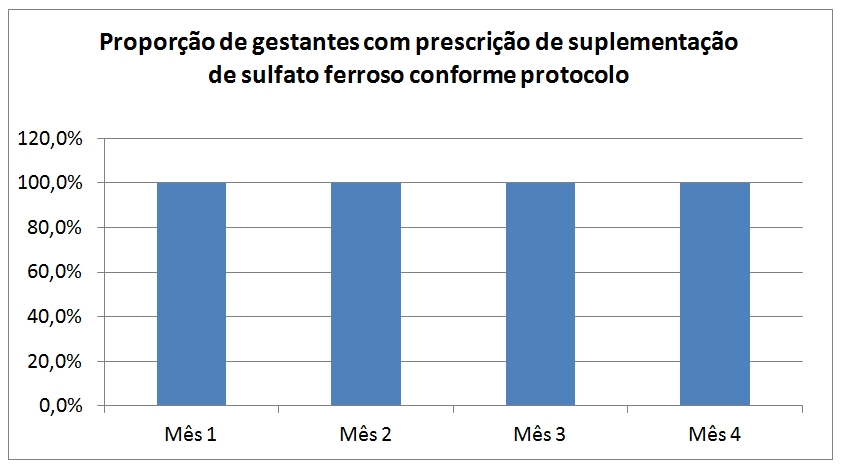 Proporção de gestantes com prescrição de suplementação
de sulfato ferroso conforme protocolo
120,0%
100,0%
80,0%
60,0%
40,0%
20,0%
0,0%
Mês 1 Mês 2 Mês 3 Mês 4